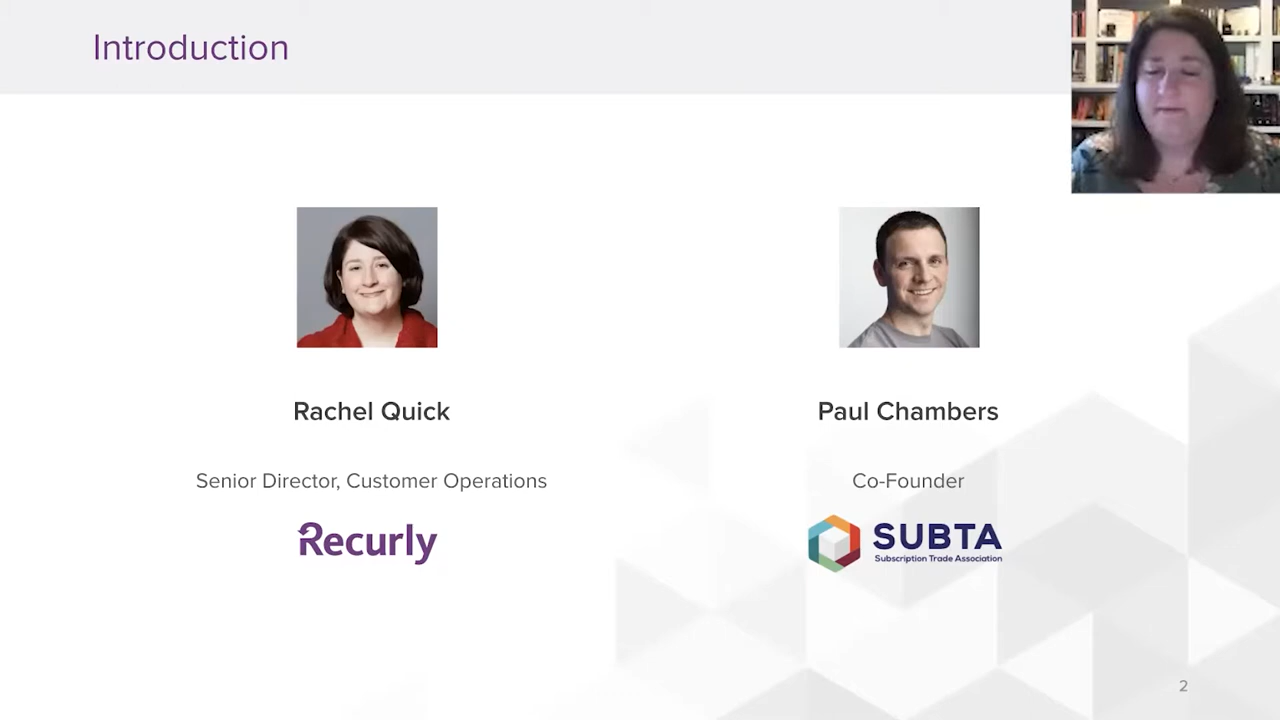 Introduction
Rachel Quick
Senior Director, Customer Operations
Recurly
Paul Chambers
Co-Founder
SUBTA
Subscription Trade Association
2